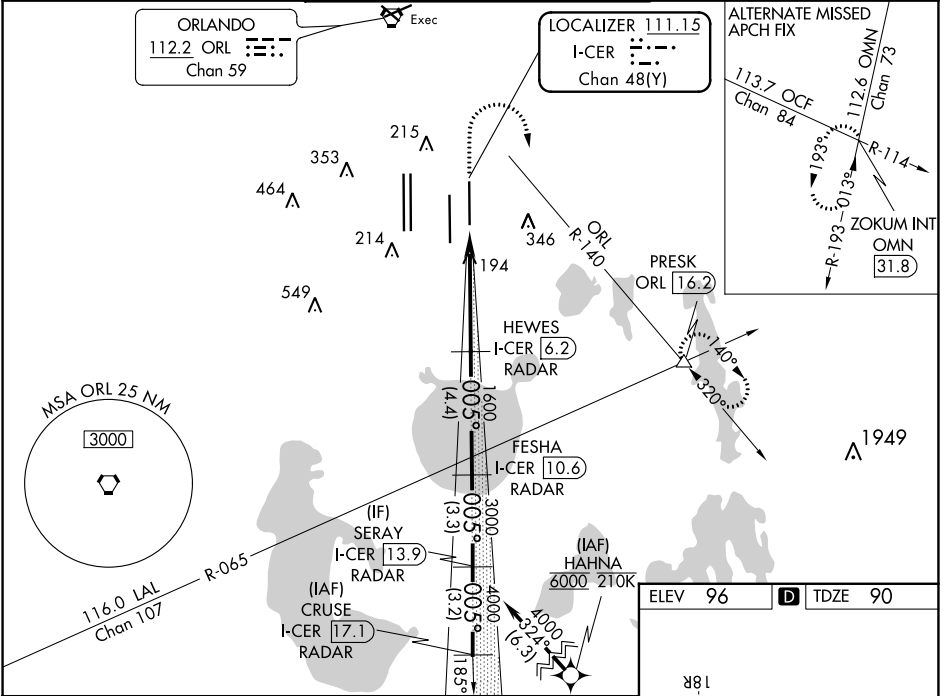 ORLANDO
112.2 ORL
Chan 59
Exec
LOCALIZER 111.15
I-CER
Chan 48(Y)
ALTERNATE MISSED
APCH FIX
113.7 OCF
Chan 84
112.6 OMN
Chan 73
R-114
193°
013°
R-193
ZOKUM INT
OMN
31.8
215
353
464
214
549
346
194
ORL
R-140
PRESK
ORL 16.2
140°
320°
HEWES
I-CER 6.2
RADAR
1600
005°
(4.4)
FESHA
I-CER 10.6
RADAR
3000
005°
(3.3)
(IF)
SERAY
I-CER 13.9
RADAR
4000
005°
(3.2)
(IAF)
CRUSE
I-CER 17.1
RADAR
185°
(IAF)
HAHNA
6000 210K
4000
324°
(6.3)
1949
MSA ORL 25 NM
3000
116.0 LAL
Chan 107
R-065
ELEV 96
D
TDZE 90
18R